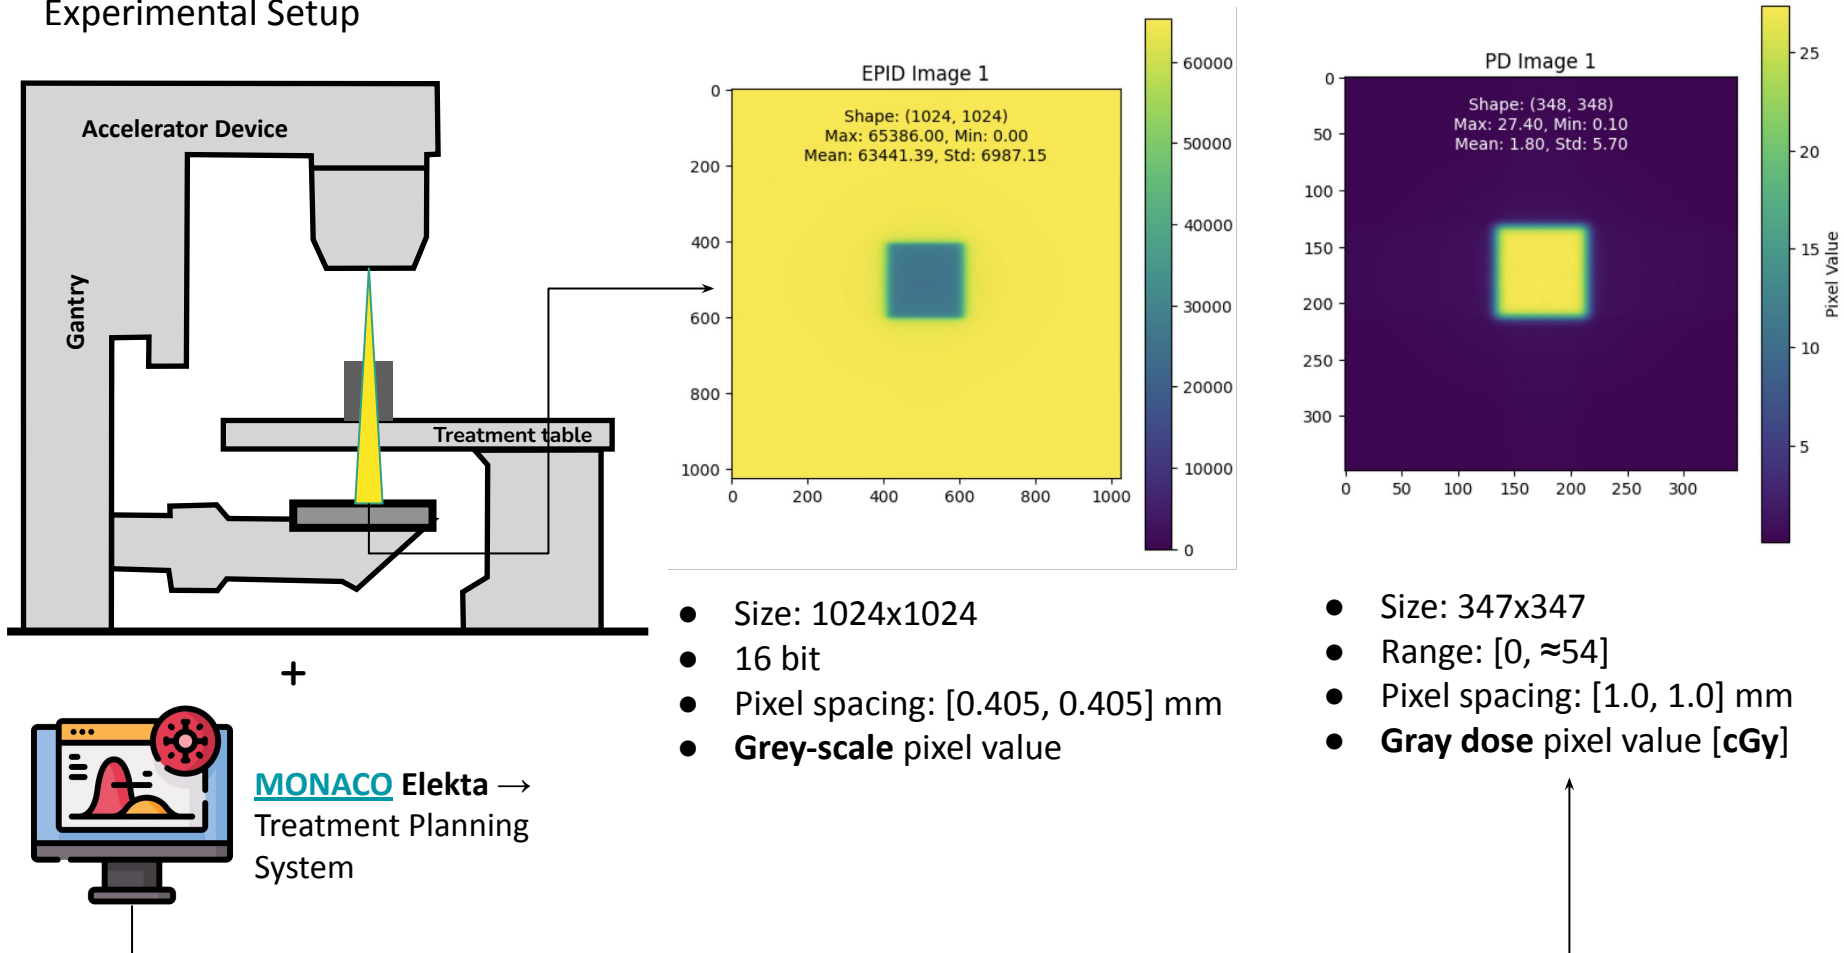 Experimental Setup
Accelerator Device
Gantry
Treatment table
+
MONACO Elekta →
Treatment Planning
System
EPID Image 1
Shape: (1024, 1024)
Max: 65386.00, Min: 0.00
Mean: 63441.39, Std: 6987.15
0
200
400
600
800
1000
0 200 400 600 800 1000
60000
50000
40000
30000
20000
10000
0
● Size: 1024x1024
● 16 bit
● Pixel spacing: [0.405, 0.405] mm
● Grey-scale pixel value
PD Image 1
Shape: (348, 348)
Max: 27.40, Min: 0.10
Mean: 1.80, Std: 5.70
0
50
100
150
200
250
300
0 50 100 150 200 250 300
25
20
15
10
5
Pixel Value
● Size: 347x347
● Range: [0, ≈54]
● Pixel spacing: [1.0, 1.0] mm
● Gray dose pixel value [cGy]